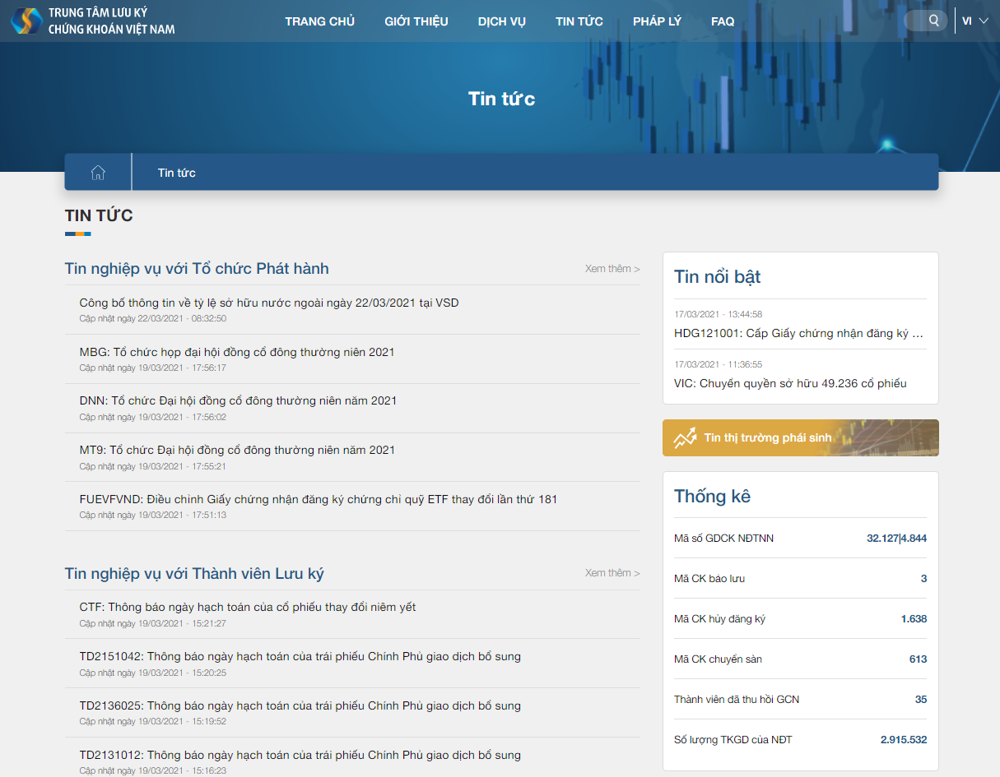 TRUNG TÂM LƯU KÝ
CHỨNG KHOÁN VIỆT NAM
TRANG CHỦ GIỚI THIỆU DỊCH VỤ TIN TỨC PHÁP LÝ FAQ
VI
Tin tức
Tin tức
TIN TỨC
Tin nghiệp vụ với Tổ chức Phát hành
Xem thêm >
Công bố thông tin về tỷ lệ sở hữu nước ngoài ngày 22/03/2021 tại VSD
Cập nhật ngày 22/03/2021 - 08:32:50
MBG: Tổ chức họp đại hội đồng cổ đông thường niên 2021
Cập nhật ngày 19/03/2021 - 17:56:17
DNN: Tổ chức Đại hội đồng cổ đông thường niên năm 2021
Cập nhật ngày 19/03/2021 - 17:56:02
MT9: Tổ chức Đại hội đồng cổ đông thường niên năm 2021
Cập nhật ngày 19/03/2021 - 17:55:21
FUEVFVND: Điều chỉnh Giấy chứng nhận đăng ký chứng chỉ quỹ ETF thay đổi lần thứ 181
Cập nhật ngày 19/03/2021 - 17:51:13
Tin nghiệp vụ với Thành viên Lưu ký
Xem thêm >
CTF: Thông báo ngày hạch toán của cổ phiếu thay đổi niêm yết
Cập nhật ngày 19/03/2021 - 15:21:27
TD2151042: Thông báo ngày hạch toán của trái phiếu Chính Phủ giao dịch bổ sung
Cập nhật ngày 19/03/2021 - 15:20:25
TD2136025: Thông báo ngày hạch toán của trái phiếu Chính Phủ giao dịch bổ sung
Cập nhật ngày 19/03/2021 - 15:19:52
TD2131012: Thông báo ngày hạch toán của trái phiếu Chính Phủ giao dịch bổ sung
Cập nhật ngày 19/03/2021 - 15:16:23
Tin nổi bật
17/03/2021 - 13:44:58
HDG121001: Cấp Giấy chứng nhận đăng ký ...
17/03/2021 - 11:36:55
VIC: Chuyển quyền sở hữu 49.236 cổ phiếu
Tin thị trường phái sinh
Thống kê
Mã số GDCK NĐTNN 32.127|4.844
Mã CK bảo lưu 3
Mã CK hủy đăng ký 1.638
Mã CK chuyển sàn 613
Thành viên đã thu hồi GCN 35
Số lượng TKGD của NĐT 2.915.532